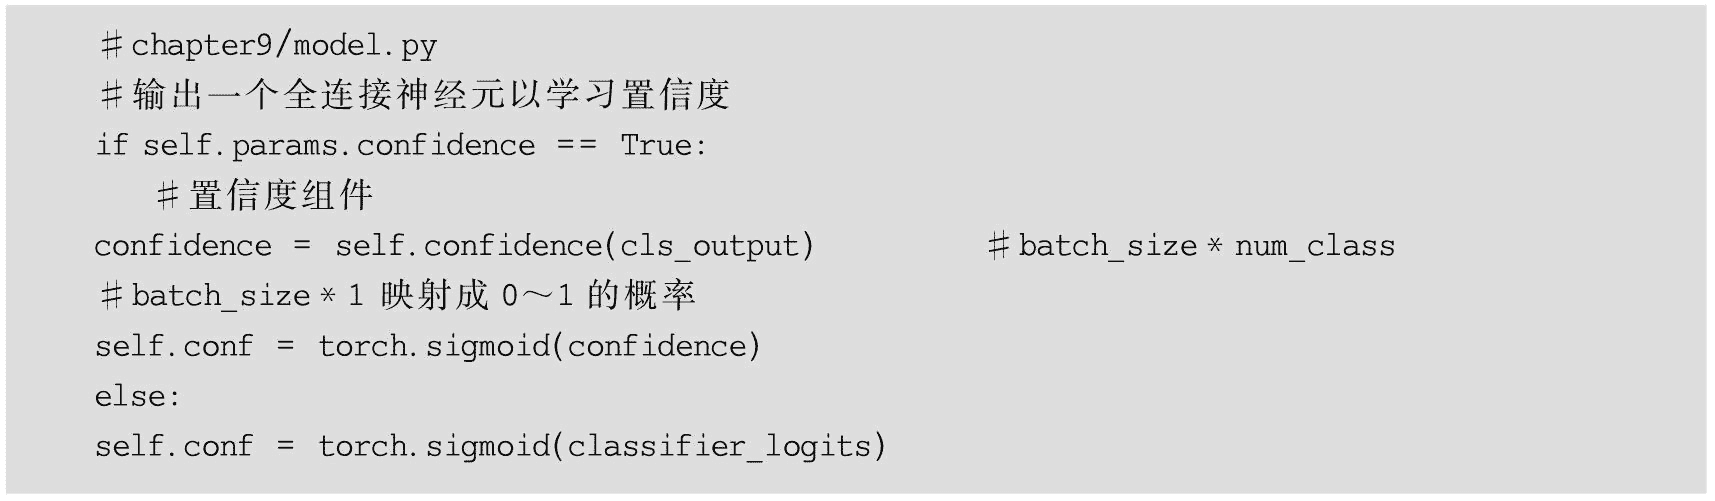 #chapter9/model.py
#输出一个全连接神经元以学习置信度
if self.params.confidence == True:
    #置信度组件
confidence = self.confidence(cls_output)          #batch_size*num_class
#batch_size*1 映射成 0~1 的概率
self.conf = torch.sigmoid(confidence)
else:
self.conf = torch.sigmoid(classifier_logits)